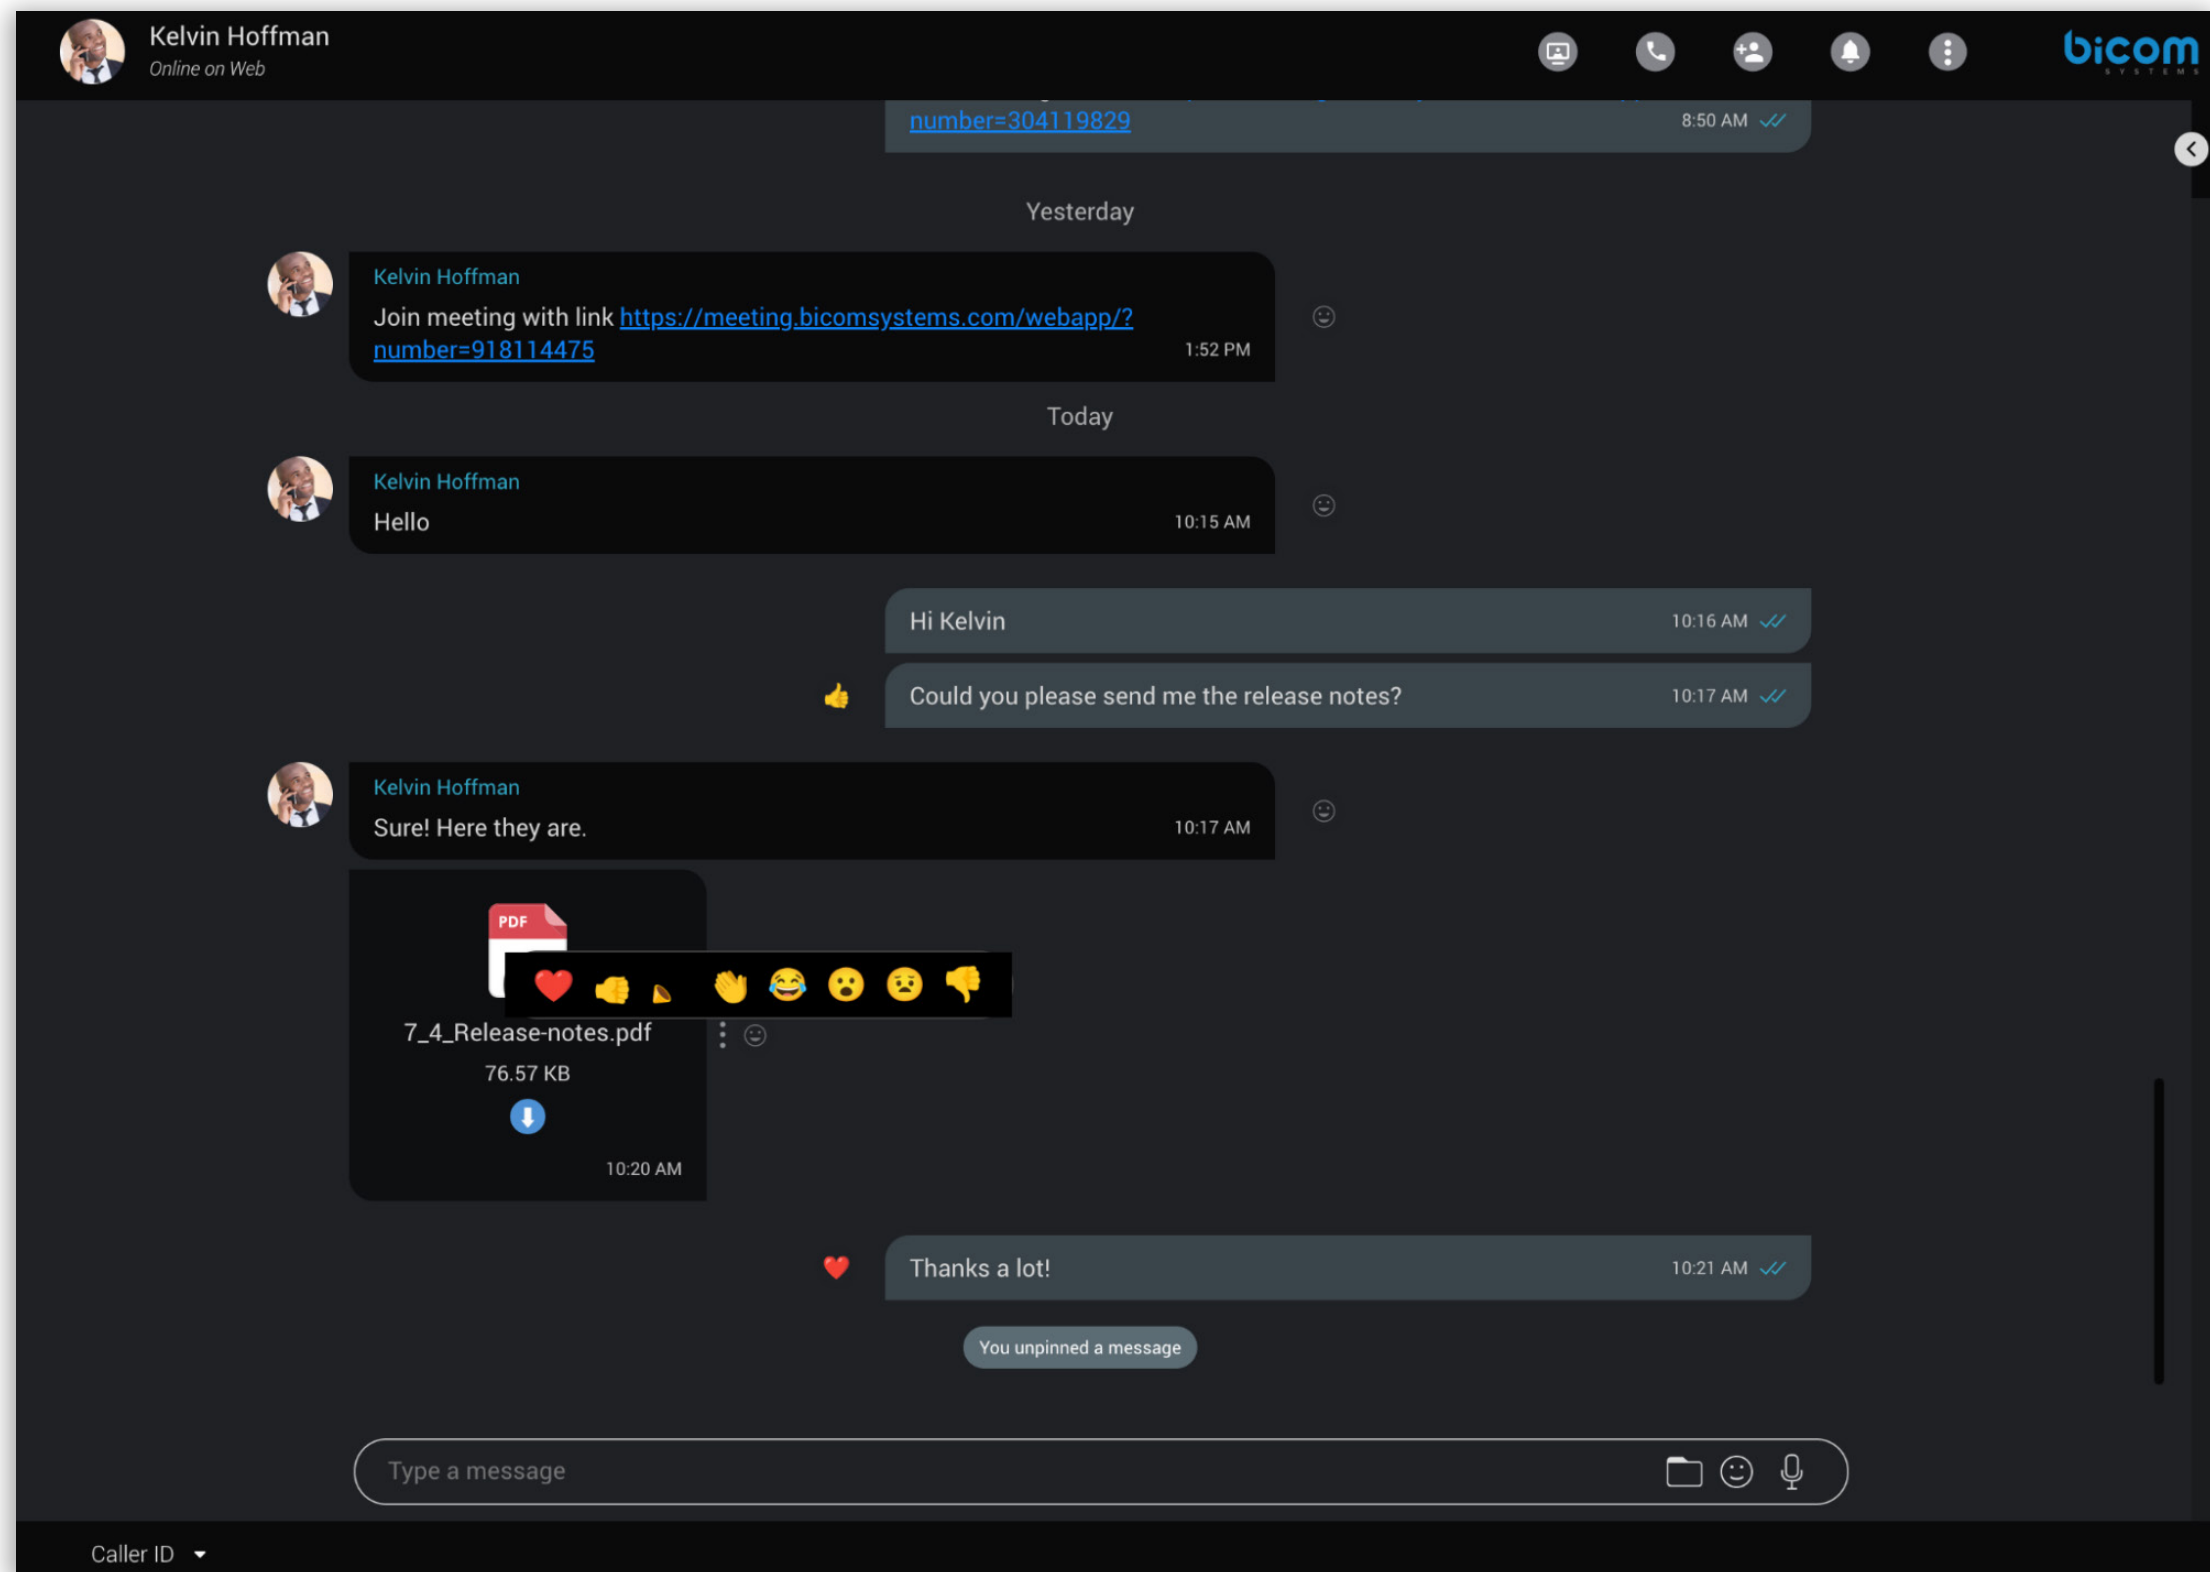 Kelvin Hoffman
Online on Web
bicom
SYSTEMS
number=304119829
8:50 AM
Yesterday
Kelvin Hoffman
Join meeting with link https://meeting.bicomsystems.com/webapp/?
number=918114475
1:52 PM
Today
Kelvin Hoffman
Hello
10:15 AM
Hi Kelvin
10:16 AM
Could you please send me the release notes?
10:17 AM
Kelvin Hoffman
Sure! Here they are.
10:17 AM
PDF
7_4_Release-notes.pdf
76.57 KB
10:20 AM
Thanks a lot!
10:21 AM
You unpinned a message
Type a message
Caller ID